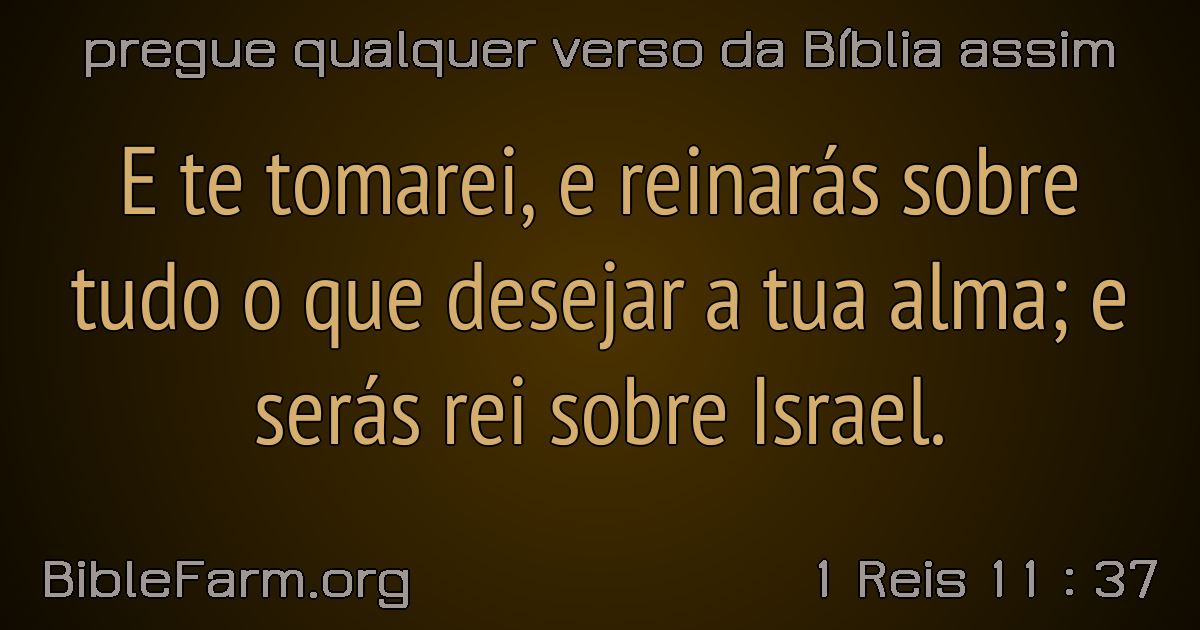 pregue qualquer verso da Bíblia assim
E te tomarei, e reinarás sobre
tudo o que desejar a tua alma; e
serás rei sobre Israel.
BibleFarm.org
1 Reis 11 : 37